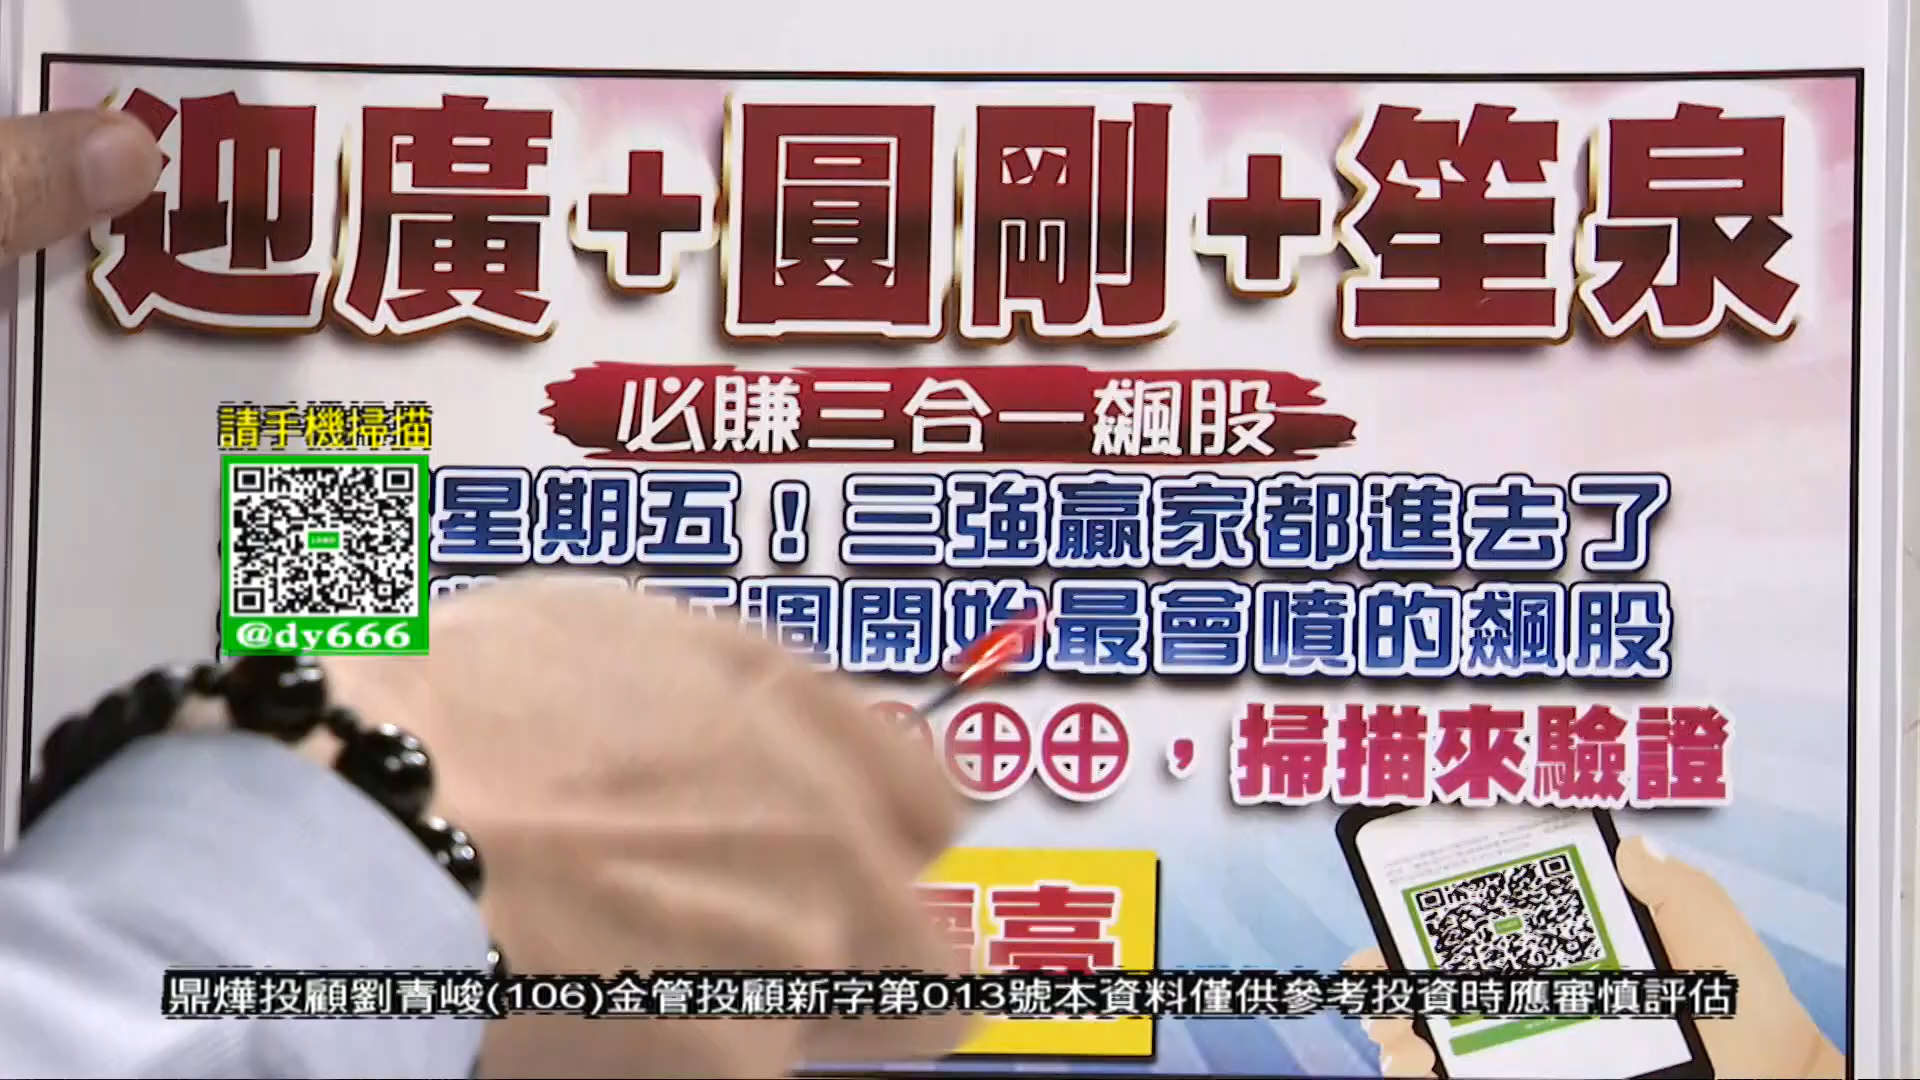 迎廣+圓剛+笙泉
必賺三合一飆股
請手機掃描
星期五！三強贏家都進去了
週開始最會噴的飆股
@dy666
，掃描來驗證
鼎燁投顧劉青峻(106)金管投顧新字第013號本資料僅供參考投資時應審慎評估